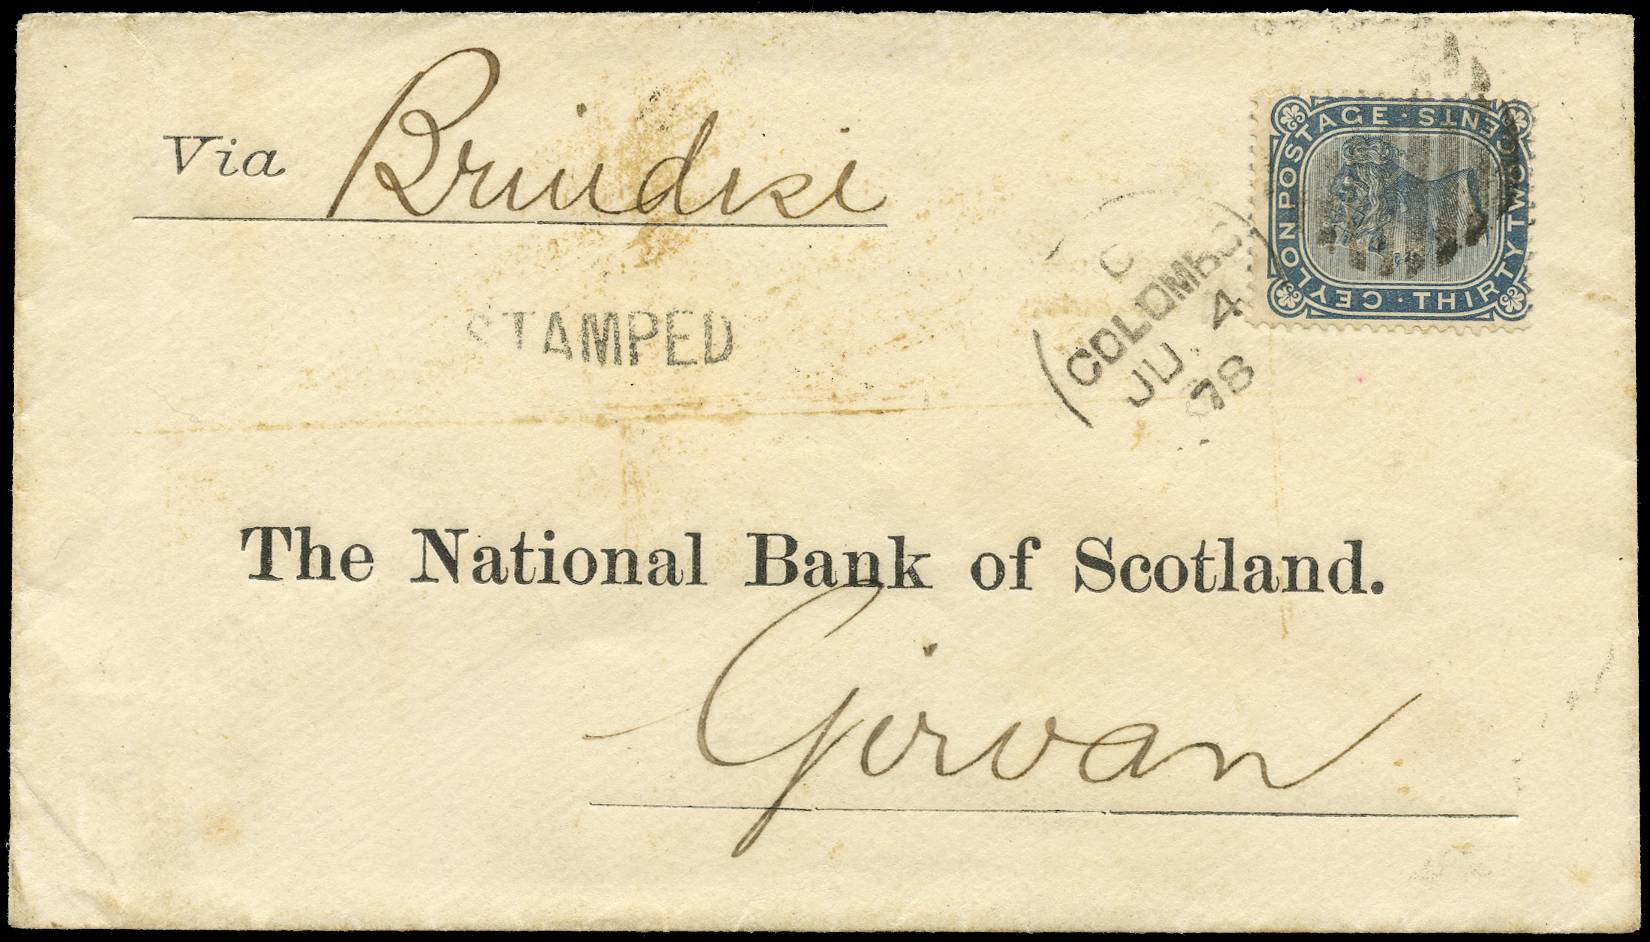 Via Brindisi
CEYLON POSTAGE · THIRTY TWO CENTS
STAMPED
C
COLOMBO
JU 4
78
The National Bank of Scotland.
Girvan